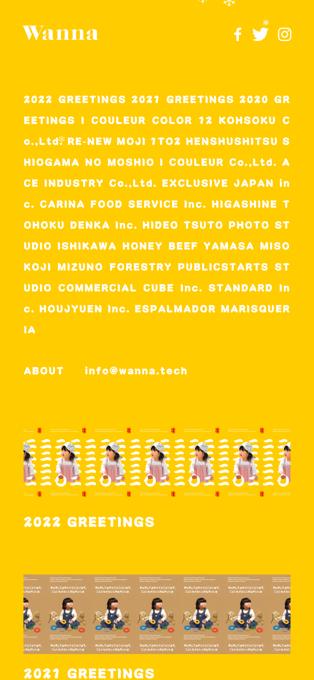 Wanna
2022 GREETINGS 2021 GREETINGS 2020 GR
EETINGS I COULEUR COLOR 12 KOHSOKU C
o.,Ltd. RE-NEW MOJI 1TO2 HENSHUSHITSU S
HIOGAMA NO MOSHIO I COULEUR Co.,Ltd. A
CE INDUSTRY Co.,Ltd. EXCLUSIVE JAPAN In
c. CARINA FOOD SERVICE Inc. HIGASHINE T
OHOKU DENKA Inc. HIDEO TSUTO PHOTO ST
UDIO ISHIKAWA HONEY BEEF YAMASA MISO
KOJI MIZUNO FORESTRY PUBLICSTARTS ST
UDIO COMMERCIAL CUBE Inc. STANDARD In
c. HOUJYUEN Inc. ESPALMADOR MARISQUER
IA
ABOUT info@wanna.tech
2022 GREETINGS
2021 GREETINGS